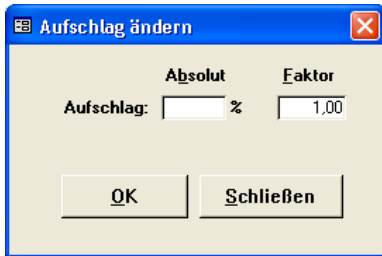 Aufschlag ändern
Absolut Faktor
Aufschlag: % 1,00
OK Schließen